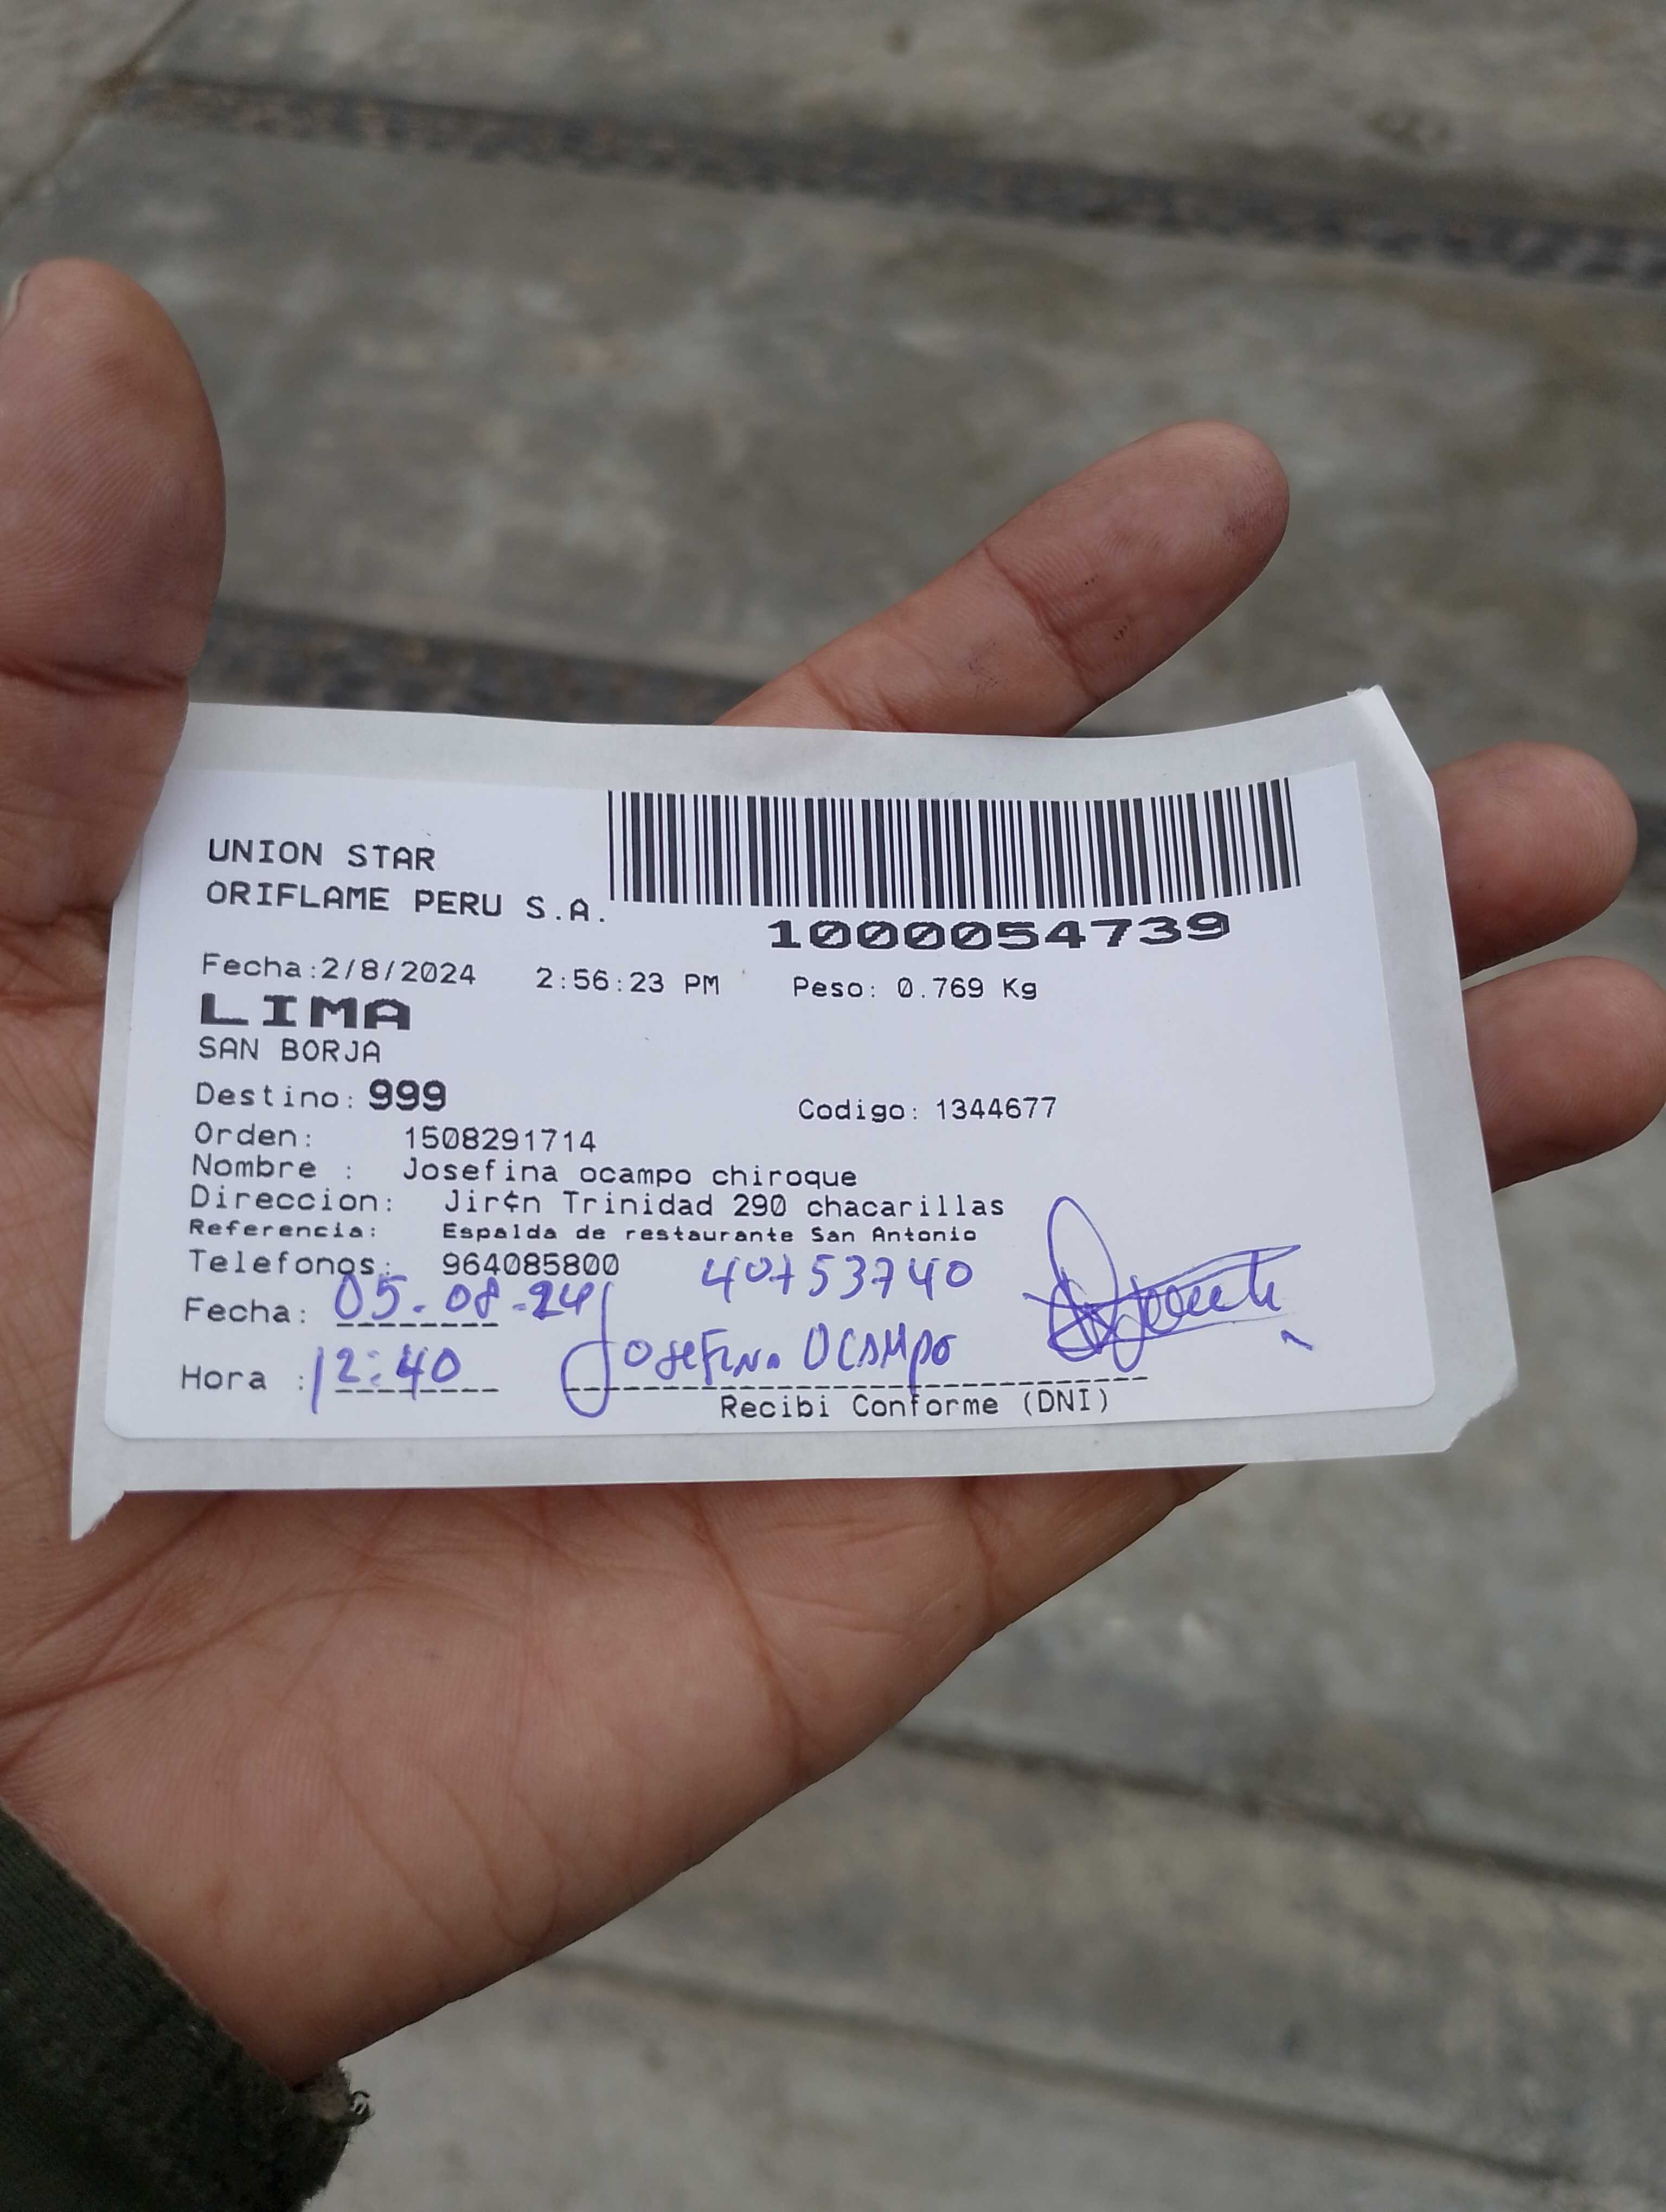 UNION STAR
ORIFLAME PERU S.A.
1000054739
Fecha:2/8/2024 2:56:23 PM Peso: 0.769 Kg
LIMA
SAN BORJA
Destino: 999 Codigo: 1344677
Orden: 1508291714
Nombre : Josefina ocampo chiroque
Direccion: Jir¢n Trinidad 290 chacarillas
Referencia: Espalda de restaurante San Antonio
Telefonos: 964085800 40753740
Fecha: 05-08-24
Hora : 12:40 Josefina Ocampo
Recibi Conforme (DNI)